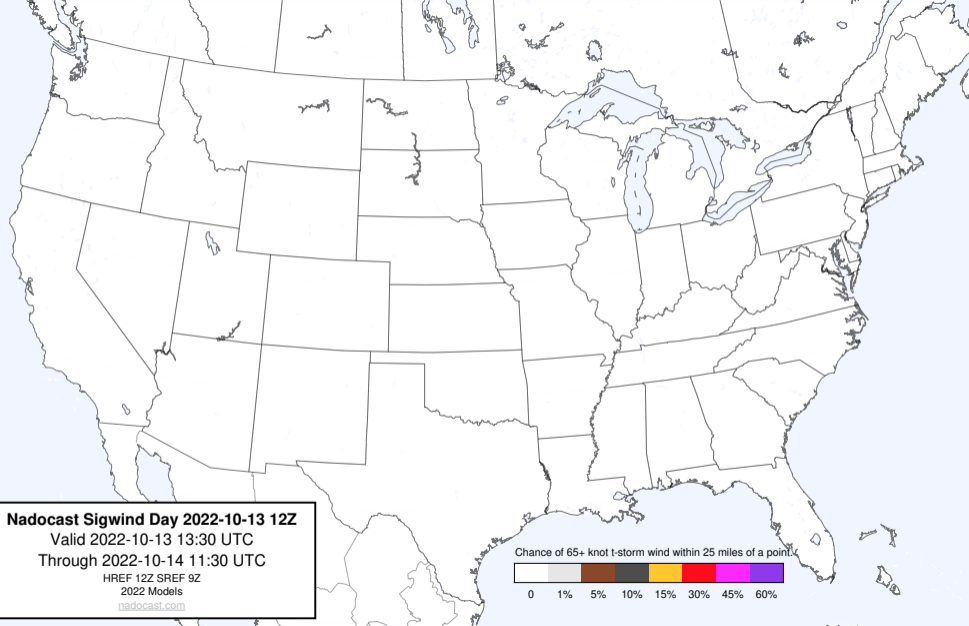 Nadocast Sigwind Day 2022-10-13 12Z
Valid 2022-10-13 13:30 UTC
Through 2022-10-14 11:30 UTC
HREF 12Z SREF 9Z
2022 Models
nadocast.com
Chance of 65+ knot t-storm wind within 25 miles of a point.
0 1% 5% 10% 15% 30% 45% 60%